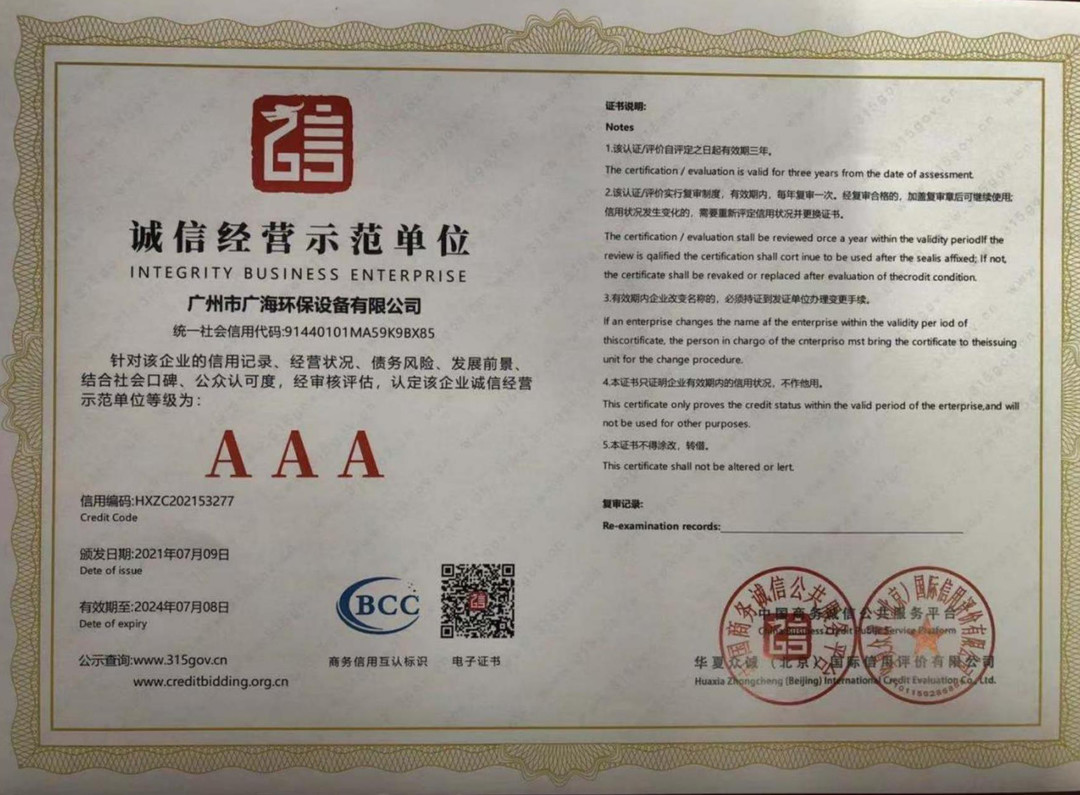 诚信经营示范单位
INTEGRITY BUSINESS ENTERPRISE
广州市广海环保设备有限公司
统一社会信用代码:91440101MA59K9BX85
针对该企业的信用记录、经营状况、债务风险、发展前景、
结合社会口碑、公众认可度，经审核评估，认定该企业诚信经营
示范单位等级为：
AAA
信用编码:HXZC202153277
Credit Code
颁发日期:2021年07月09日
Date of issue
有效期至:2024年07月08日
Date of expiry
公示查询:www.315gov.cn
www.creditbidding.org.cn
BCC
商务信用互认标识
电子证书
证书说明:
Notes
1.该认证/评价自评定之日起有效期三年。
The certification / evaluation is valid for three years from the date of assessment.
2.该认证/评价实行复审制度，有效期内，每年复审一次。经复审合格的，加盖复审章后可继续使用;
信用状况发生变化的，需要重新评定信用状况并更换证书。
The certification / evaluation stall be reviewed orce a year within the validity periodIf the
review is qalified the certification shall cort inue to be used after the sealis affixed; If not,
the certificate shall be revaked or replaced after evaluation of thecrodit condition.
3.有效期内企业改变名称的，必须持证到发证单位办理变更手续。
If an enterprise changes the name af the enterprise within the validity per iod of
thiscortificate, the person in chargo of the cnterpriso mst bring the cortificate to theissuing
unit for the change procedure.
4.本证书只证明企业有效期内的信用状况，不作他用。
This certificate only proves the credit status within the valid period of the erterprise,and will
not be used for other purposes.
5.本证书不得涂改，转借。
This certificate shall not be altered or lert.
复审记录:
Re-examination records:
中国商务诚信公共服务平台
China Business Credit Public Service Platform
华夏众诚（北京）国际信用评价有限公司
Huaxia Zhongcheng (Beijing) International Credit Evaluation Co., Ltd.